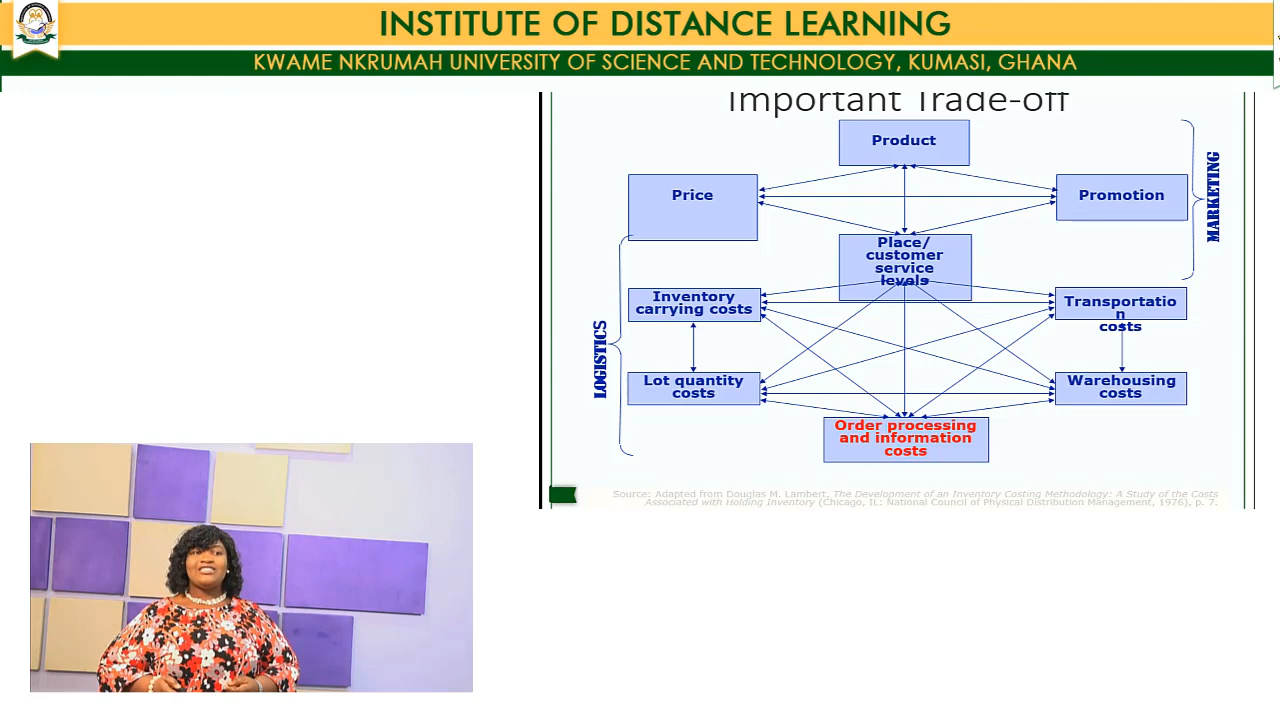 INSTITUTE OF DISTANCE LEARNING
KWAME NKRUMAH UNIVERSITY OF SCIENCE AND TECHNOLOGY, KUMASI, GHANA
Important Trade-off
Product
Price
Promotion
MARKETING
Place/
customer
service
levels
Inventory
carrying costs
Transportatio
n
costs
LOGISTICS
Lot quantity
costs
Warehousing
costs
Order processing
and information
costs
Source: Adapted from Douglas M. Lambert, The Development of an Inventory Costing Methodology: A Study of the Costs
Associated with Holding Inventory (Chicago, IL: National Council of Physical Distribution Management, 1976), p. 7.